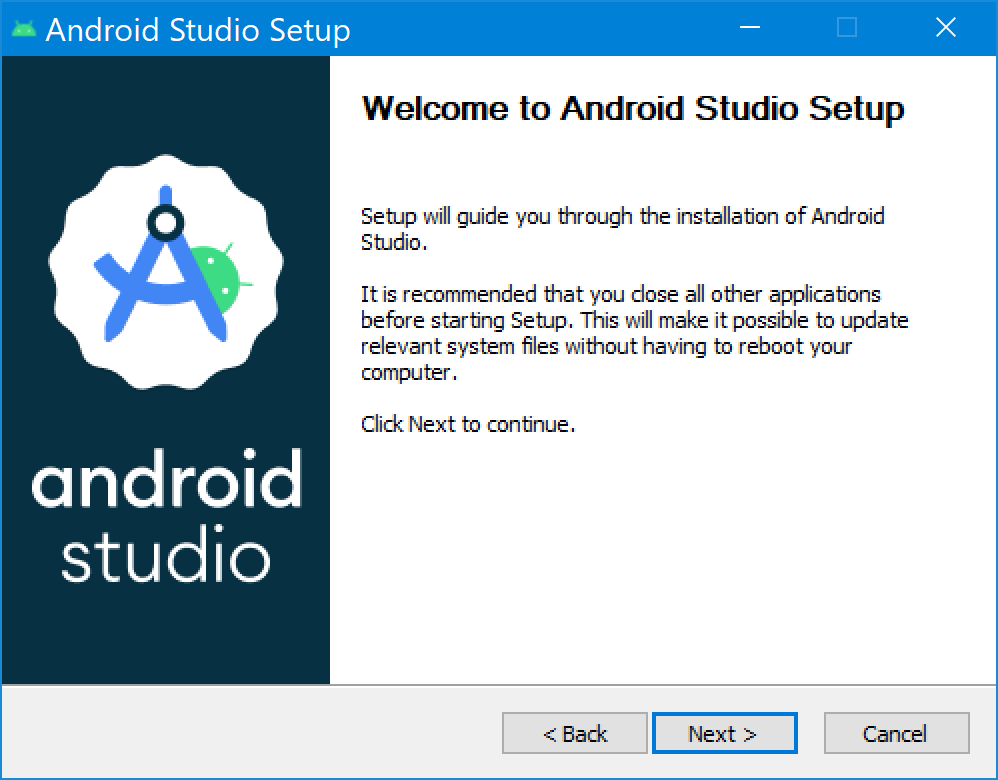 Android Studio Setup
Welcome to Android Studio Setup
Setup will guide you through the installation of Android
Studio.
It is recommended that you close all other applications
before starting Setup. This will make it possible to update
relevant system files without having to reboot your
computer.
Click Next to continue.
android
studio
< Back
Next >
Cancel